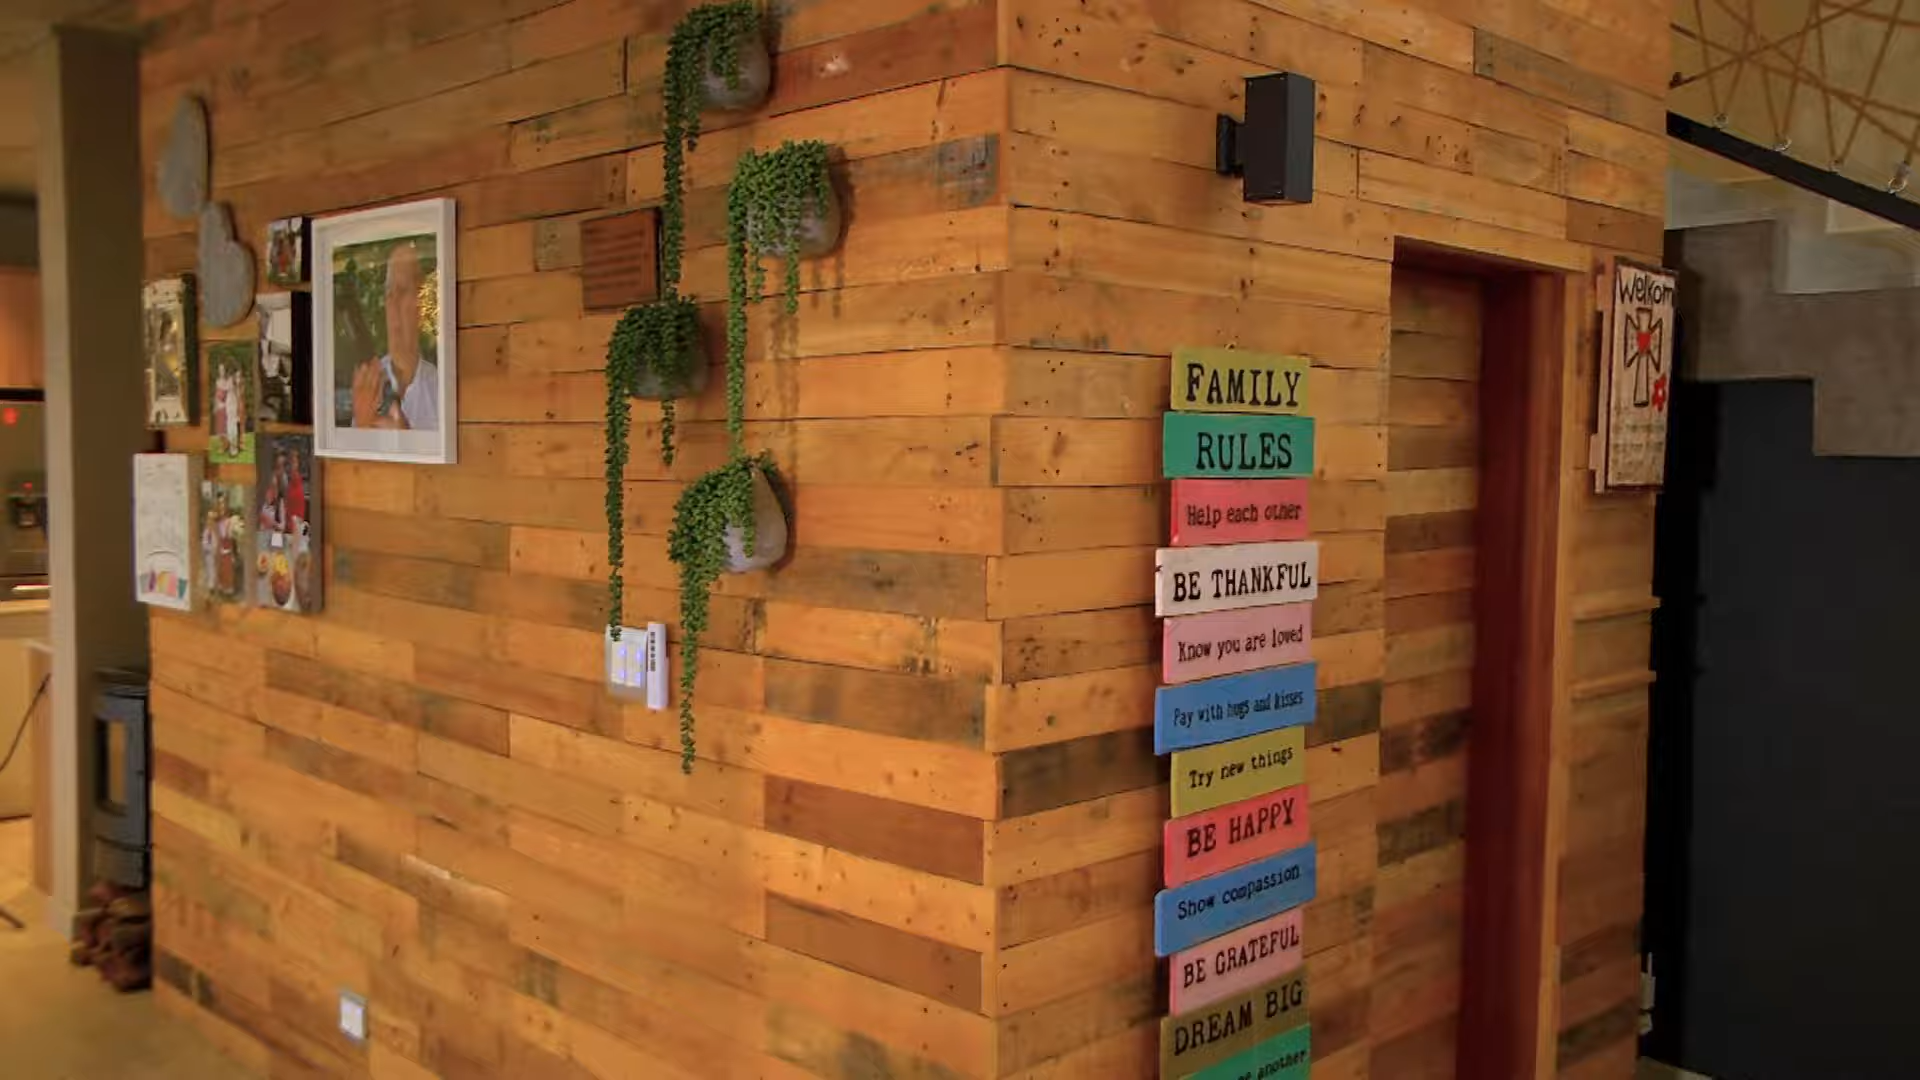 Welkom
FAMILY
RULES
Help each other
BE THANKFUL
Know you are loved
Pay with hugs and kisses
Try new things
BE HAPPY
Show compassion
BE GRATEFUL
DREAM BIG
another